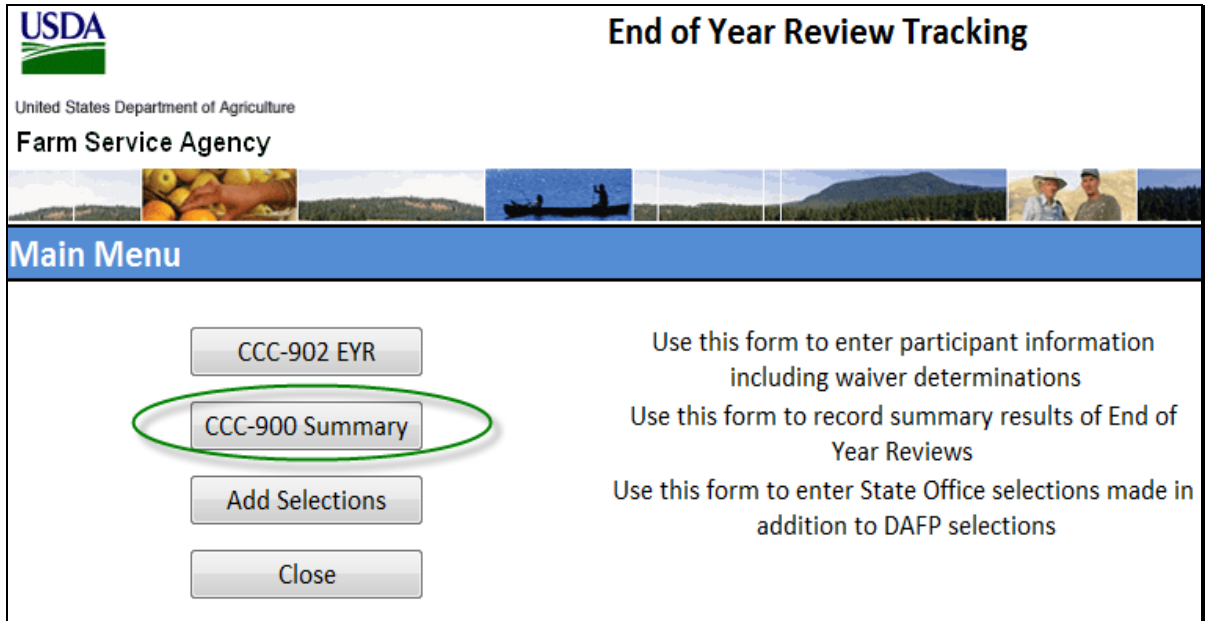 USDA
End of Year Review Tracking
United States Department of Agriculture
Farm Service Agency
Main Menu
CCC-902 EYR
Use this form to enter participant information
including waiver determinations
CCC-900 Summary
Use this form to record summary results of End of
Year Reviews
Add Selections
Use this form to enter State Office selections made in
addition to DAFP selections
Close